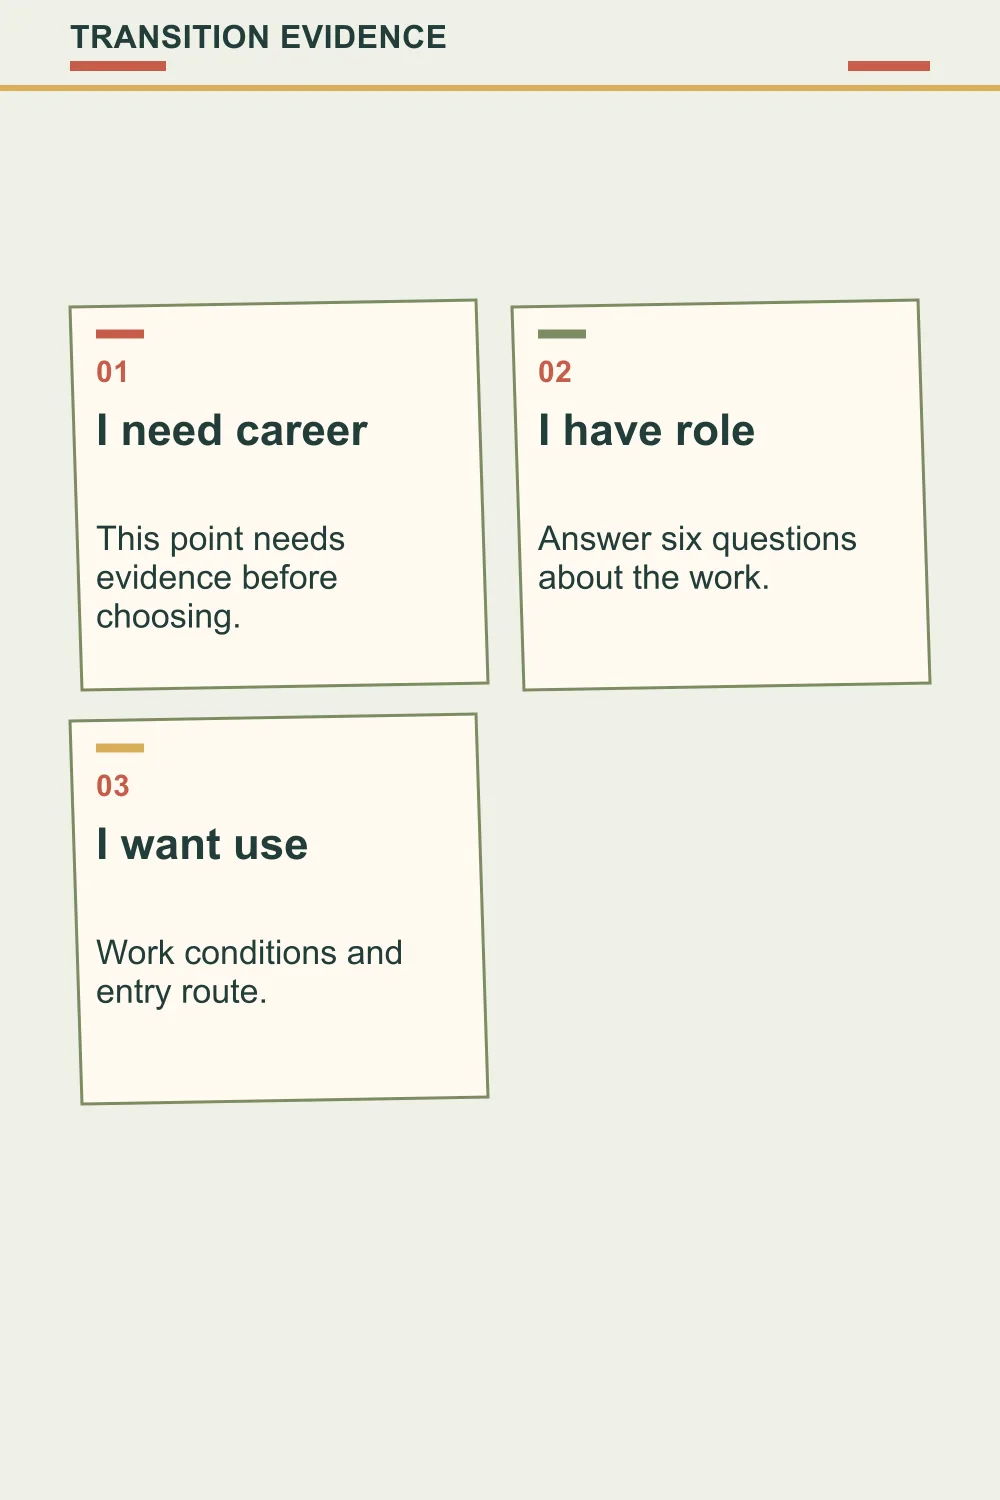 TRANSITION EVIDENCE
01
I need career
This point needs
evidence before
choosing.
02
I have role
Answer six questions
about the work.
03
I want use
Work conditions and
entry route.